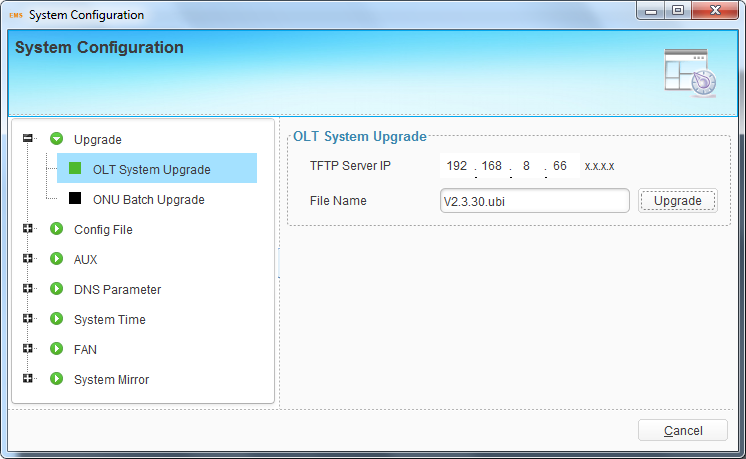 EMS System Configuration
System Configuration
Upgrade
OLT System Upgrade
ONU Batch Upgrade
Config File
AUX
DNS Parameter
System Time
FAN
System Mirror
OLT System Upgrade
TFTP Server IP 192 . 168 . 8 . 66 x.x.x.x
File Name V2.3.30.ubi Upgrade
Cancel